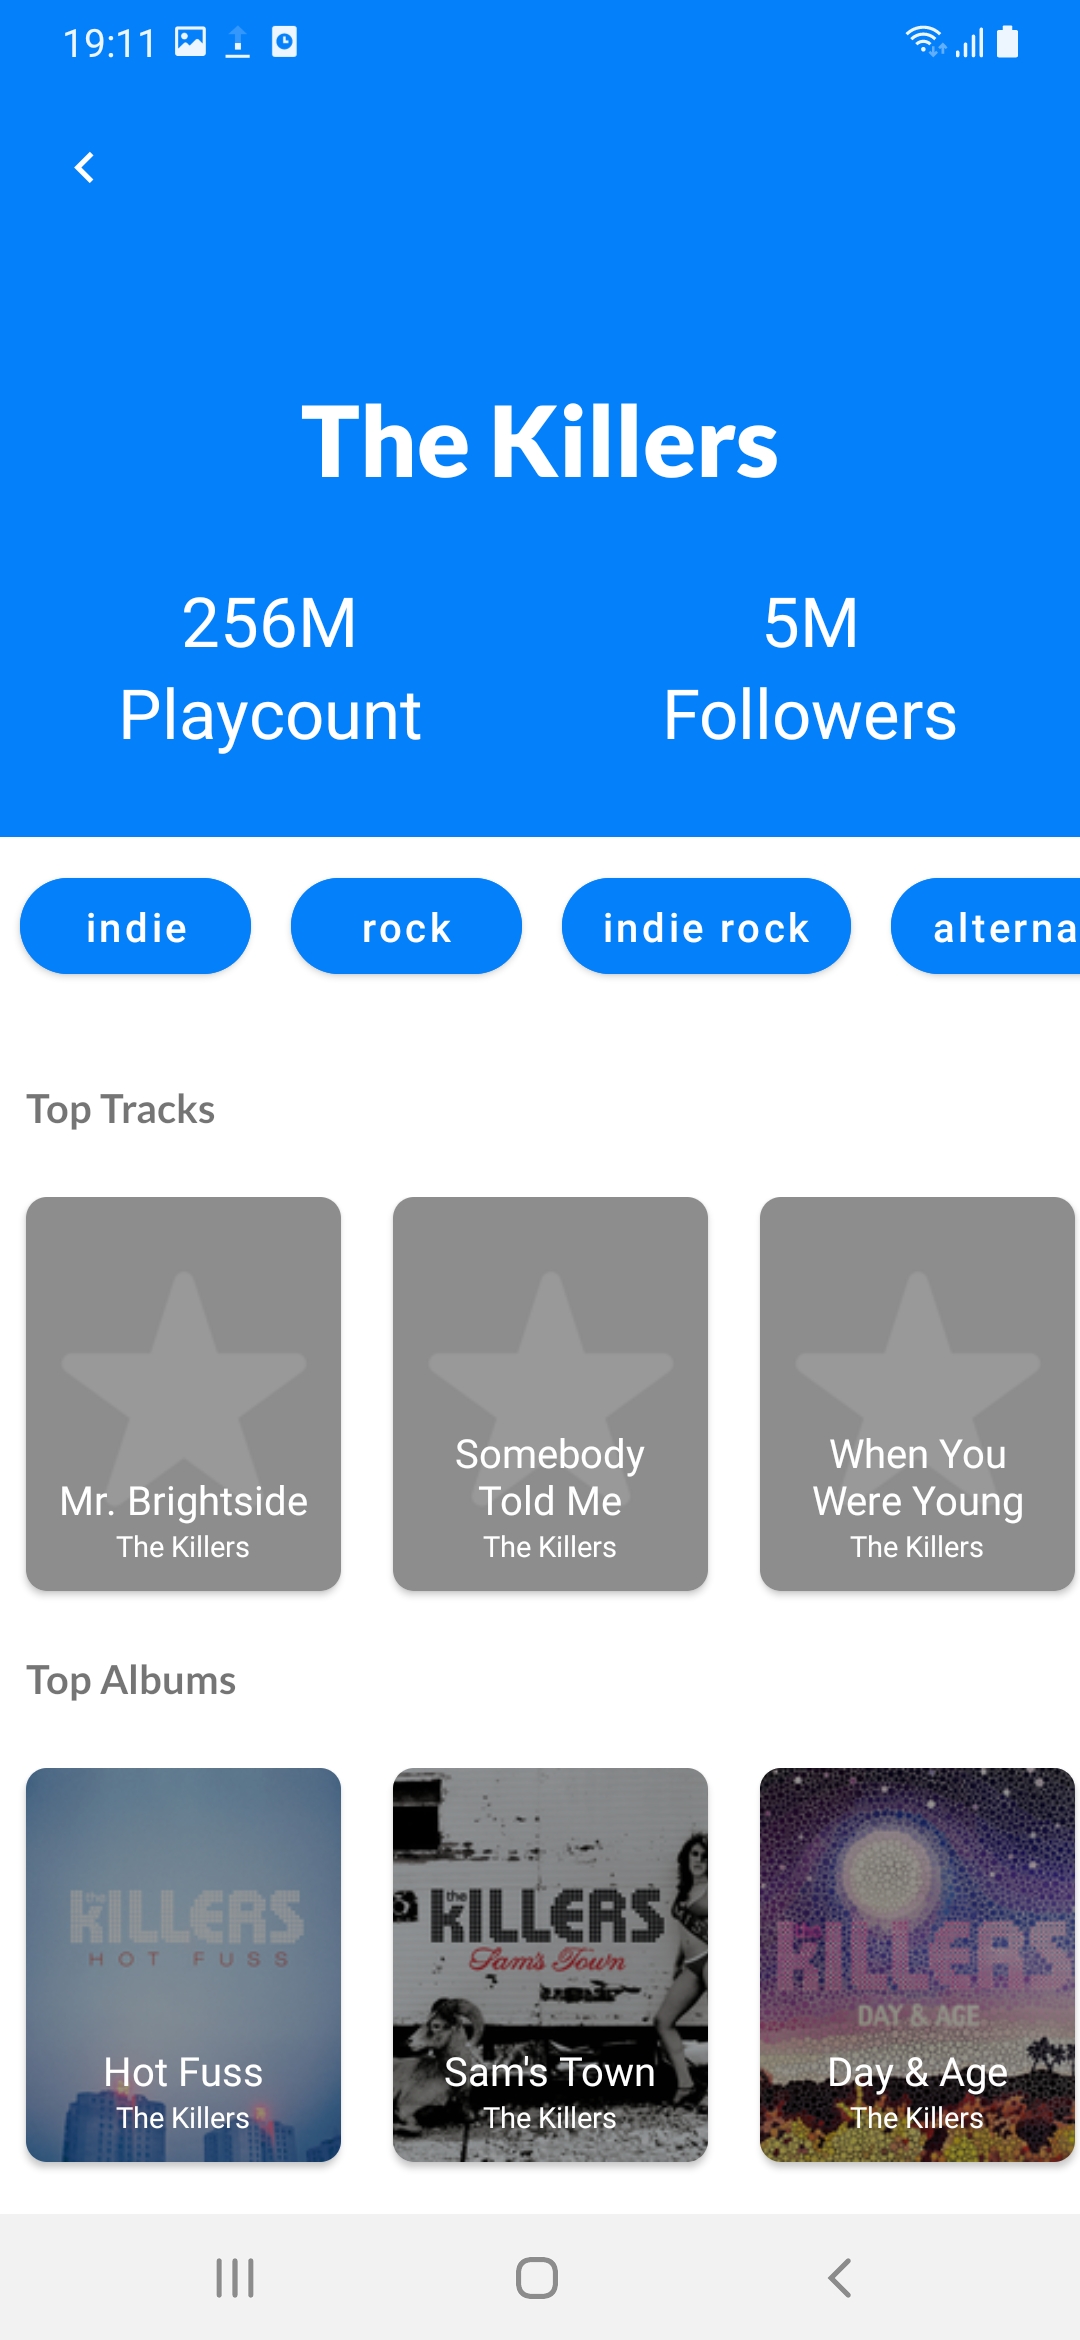 19:11
The Killers
256M
Playcount
5M
Followers
indie
rock
indie rock
alterna
Top Tracks
Mr. Brightside
The Killers
Somebody
Told Me
The Killers
When You
Were Young
The Killers
Top Albums
the
KILLERS
HOT FUSS
Hot Fuss
The Killers
the
KILLERS
Sam's Town
Sam's Town
The Killers
KILLERS
DAY & AGE
Day & Age
The Killers